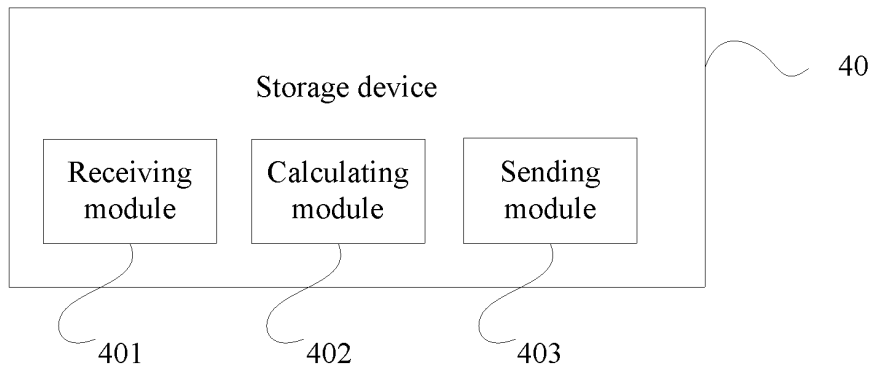 40
Storage device
Receiving
module
Calculating
module
Sending
module
401
402
403